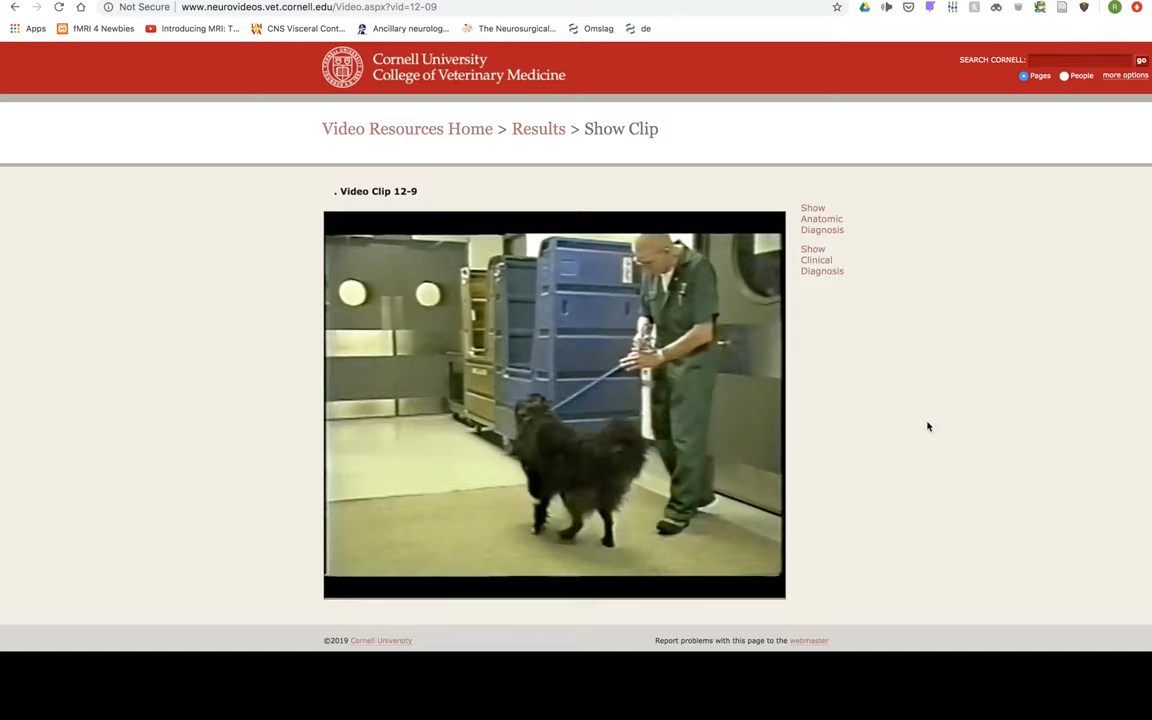 Not Secure | www.neurovideos.vet.cornell.edu/Video.aspx?vid=12-09
Apps fMRI 4 Newbies Introducing MRI: T... CNS Visceral Cont... Ancillary neurolog... The Neurosurgical... Omslag de
Cornell University
College of Veterinary Medicine
SEARCH CORNELL: go
Pages People more options
Video Resources Home > Results > Show Clip
. Video Clip 12-9
Show
Anatomic
Diagnosis
Show
Clinical
Diagnosis
©2019 Cornell University
Report problems with this page to the webmaster